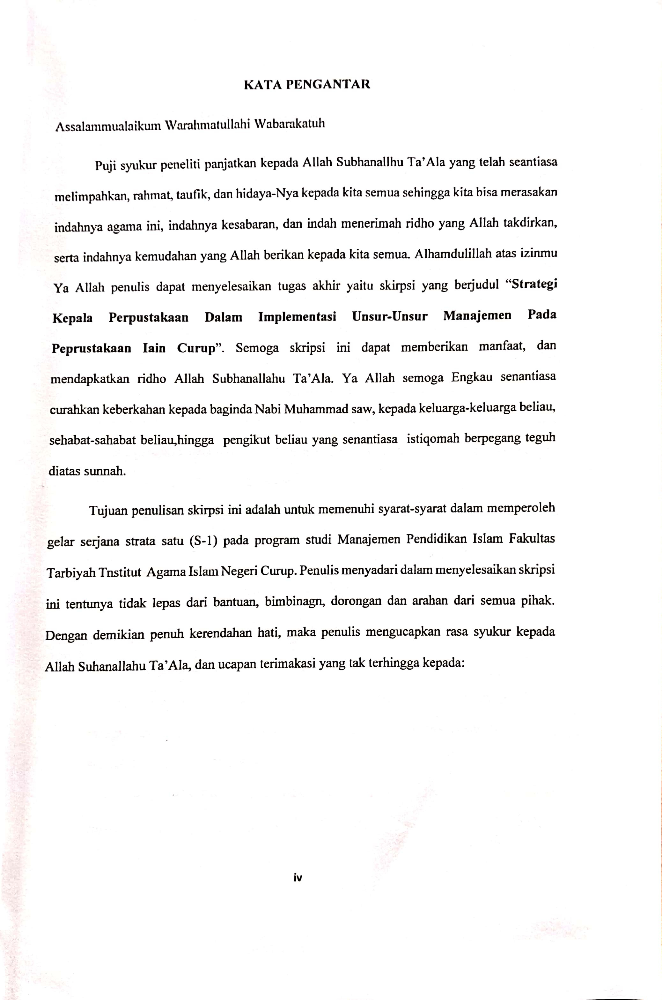 KATA PENGANTAR
Assalammualaikum Warahmatullahi Wabarakatuh
Puji syukur peneliti panjatkan kepada Allah Subhanallhu Ta’Ala yang telah seantiasa
melimpahkan, rahmat, taufik, dan hidaya-Nya kepada kita semua sehingga kita bisa merasakan
indahnya agama ini, indahnya kesabaran, dan indah menerimah ridho yang Allah takdirkan,
serta indahnya kemudahan yang Allah berikan kepada kita semua. Alhamdulillah atas izinmu
Ya Allah penulis dapat menyelesaikan tugas akhir yaitu skirpsi yang berjudul “Strategi
Kepala Perpustakaan Dalam Implementasi Unsur-Unsur Manajemen Pada
Peprustakaan Iain Curup”. Semoga skripsi ini dapat memberikan manfaat, dan
mendapkatkan ridho Allah Subhanallahu Ta’Ala. Ya Allah semoga Engkau senantiasa
curahkan keberkahan kepada baginda Nabi Muhammad saw, kepada keluarga-keluarga beliau,
sehabat-sahabat beliau,hingga pengikut beliau yang senantiasa istiqomah berpegang teguh
diatas sunnah.
Tujuan penulisan skirpsi ini adalah untuk memenuhi syarat-syarat dalam memperoleh
gelar serjana strata satu (S-1) pada program studi Manajemen Pendidikan Islam Fakultas
Tarbiyah Tnstitut Agama Islam Negeri Curup. Penulis menyadari dalam menyelesaikan skripsi
ini tentunya tidak lepas dari bantuan, bimbinagn, dorongan dan arahan dari semua pihak.
Dengan demikian penuh kerendahan hati, maka penulis mengucapkan rasa syukur kepada
Allah Suhanallahu Ta’Ala, dan ucapan terimakasi yang tak terhingga kepada:
iv